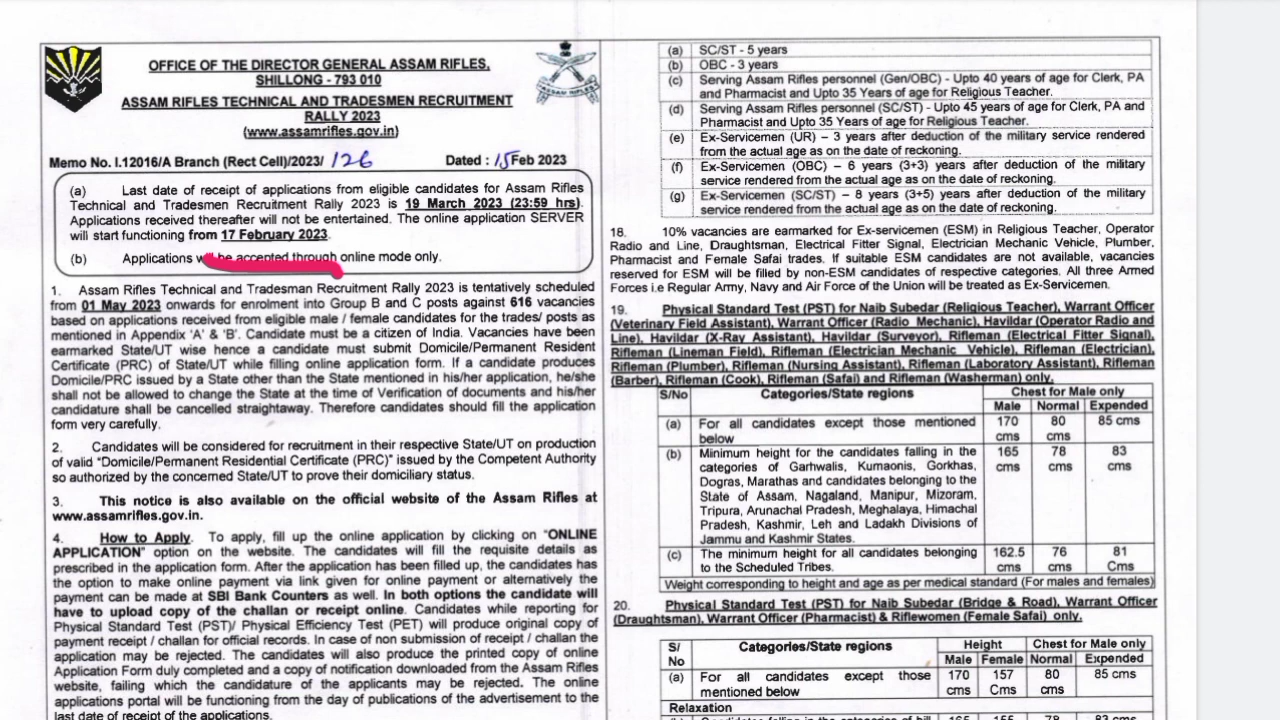 OFFICE OF THE DIRECTOR GENERAL ASSAM RIFLES,
SHILLONG - 793 010
ASSAM RIFLES TECHNICAL AND TRADESMEN RECRUITMENT
RALLY 2023
(www.assamrifles.gov.in)
Memo No. I.12016/A Branch (Rect Cell)/2023/ 126 Dated : 15 Feb 2023
(a) Last date of receipt of applications from eligible candidates for Assam Rifles
Technical and Tradesmen Recruitment Rally 2023 is 19 March 2023 (23:59 hrs).
Applications received thereafter will not be entertained. The online application SERVER
will start functioning from 17 February 2023.
(b) Applications will be accepted through online mode only.
1. Assam Rifles Technical and Tradesman Recruitment Rally 2023 is tentatively scheduled
from 01 May 2023 onwards for enrolment into Group B and C posts against 616 vacancies
based on applications received from eligible male / female candidates for the trades/ posts as
mentioned in Appendix 'A' & 'B'. Candidate must be a citizen of India. Vacancies have been
earmarked State/UT wise hence a candidate must submit Domicile/Permanent Resident
Certificate (PRC) of State/UT while filling online application form. If a candidate produces
Domicile/PRC issued by a State other than the State mentioned in his/her application, he/she
shall not be allowed to change the State at the time of Verification of documents and his/her
candidature shall be cancelled straightaway. Therefore candidates should fill the application
form very carefully.
2. Candidates will be considered for recruitment in their respective State/UT on production
of valid "Domicile/Permanent Residential Certificate (PRC)" issued by the Competent Authority
so authorized by the concerned State/UT to prove their domiciliary status.
3. This notice is also available on the official website of the Assam Rifles at
www.assamrifles.gov.in.
4. How to Apply. To apply, fill up the online application by clicking on "ONLINE
APPLICATION" option on the website. The candidates will fill the requisite details as
prescribed in the application form. After the application has been filled up, the candidates has
the option to make online payment via link given for online payment or alternatively the
payment can be made at SBI Bank Counters as well. In both options the candidate will
have to upload copy of the challan or receipt online. Candidates while reporting for
Physical Standard Test (PST)/ Physical Efficiency Test (PET) will produce original copy of
payment receipt / challan for official records. In case of non submission of receipt / challan the
application may be rejected. The candidates will also produce the printed copy of online
Application Form duly completed and a copy of notification downloaded from the Assam Rifles
website, failing which the candidature of the applicants may be rejected. The online
applications portal will be functioning from the day of publications of the advertisement to the
last date of receipt of the applications.
(a) SC/ST - 5 years
(b) OBC - 3 years
(c) Serving Assam Rifles personnel (Gen/OBC) - Upto 40 years of age for Clerk, PA
and Pharmacist and Upto 35 Years of age for Religious Teacher.
(d) Serving Assam Rifles personnel (SC/ST) - Upto 45 years of age for Clerk, PA and
Pharmacist and Upto 35 Years of age for Religious Teacher.
(e) Ex-Servicemen (UR) – 3 years after deduction of the military service rendered
from the actual age as on the date of reckoning.
(f) Ex-Servicemen (OBC) – 6 years (3+3) years after deduction of the military
service rendered from the actual age as on the date of reckoning.
(g) Ex-Servicemen (SC/ST) – 8 years (3+5) years after deduction of the military
service rendered from the actual age as on the date of reckoning.
18. 10% vacancies are earmarked for Ex-servicemen (ESM) in Religious Teacher, Operator
Radio and Line, Draughtsman, Electrical Fitter Signal, Electrician Mechanic Vehicle, Plumber,
Pharmacist and Female Safai trades. If suitable ESM candidates are not available, vacancies
reserved for ESM will be filled by non-ESM candidates of respective categories. All three Armed
Forces i.e Regular Army, Navy and Air Force of the Union will be treated as Ex-Servicemen.
19. Physical Standard Test (PST) for Naib Subedar (Religious Teacher), Warrant Officer
(Veterinary Field Assistant), Warrant Officer (Radio Mechanic), Havildar (Operator Radio and
Line), Havildar (X-Ray Assistant), Havildar (Surveyor), Rifleman (Electrical Fitter Signal),
Rifleman (Lineman Field), Rifleman (Electrician Mechanic Vehicle), Rifleman (Electrician),
Rifleman (Plumber), Rifleman (Nursing Assistant), Rifleman (Laboratory Assistant), Rifleman
(Barber), Rifleman (Cook), Rifleman (Safai) and Rifleman (Washerman) only.
S/No Categories/State regions Chest for Male only
Male Normal Expended
(a) For all candidates except those mentioned 170 80 85 cms
below cms cms
(b) Minimum height for the candidates falling in the 165 78 83
categories of Garhwalis, Kumaonis, Gorkhas, cms cms cms
Dogras, Marathas and candidates belonging to the
State of Assam, Nagaland, Manipur, Mizoram,
Tripura, Arunachal Pradesh, Meghalaya, Himachal
Pradesh, Kashmir, Leh and Ladakh Divisions of
Jammu and Kashmir States.
(c) The minimum height for all candidates belonging 162.5 76 81
to the Scheduled Tribes. cms cms Cms
Weight corresponding to height and age as per medical standard (For males and females)
20. Physical Standard Test (PST) for Naib Subedar (Bridge & Road), Warrant Officer
(Draughtsman), Warrant Officer (Pharmacist) & Riflewomen (Female Safai) only.
S/ Categories/State regions Height Chest for Male only
No Male Female Normal Expended
(a) For all candidates except those 170 157 80 85 cms
mentioned below cms Cms cms
Relaxation